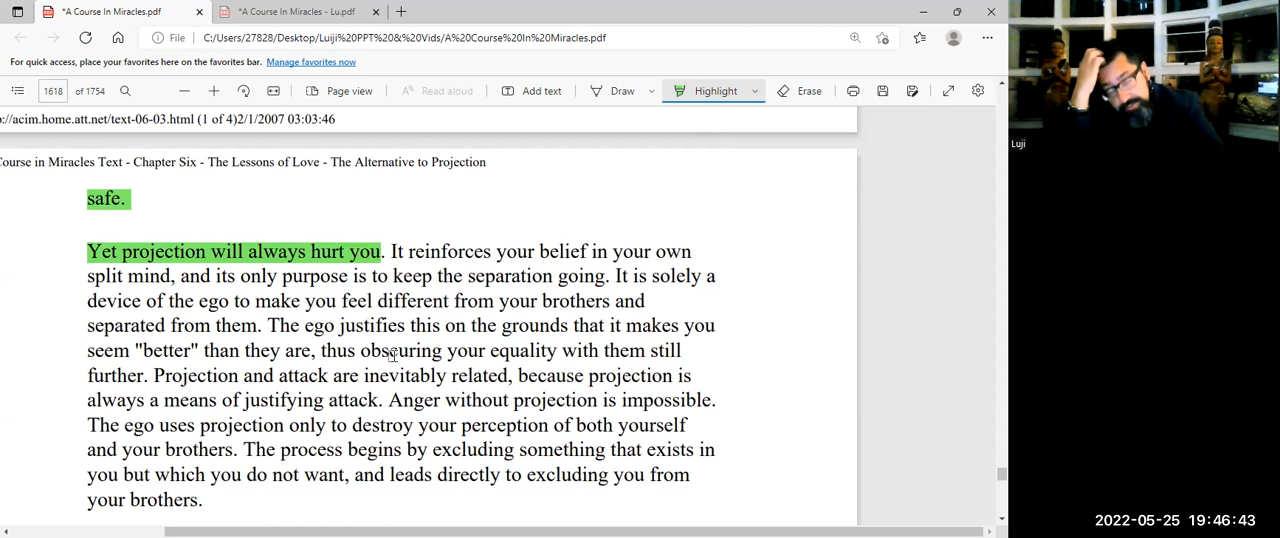 *A Course In Miracles.pdf
*A Course In Miracles - Lu.pdf
File
C:/Users/27828/Desktop/Luiji%20PPT%20&%20Vids/A%20Course%20In%20Miracles.pdf
For quick access, place your favorites here on the favorites bar. Manage favorites now
1618 of 1754
Page view
Read aloud
Add text
Draw
Highlight
Erase
p://acim.home.att.net/text-06-03.html (1 of 4)2/1/2007 03:03:46
Course in Miracles Text - Chapter Six - The Lessons of Love - The Alternative to Projection
safe.
Yet projection will always hurt you. It reinforces your belief in your own
split mind, and its only purpose is to keep the separation going. It is solely a
device of the ego to make you feel different from your brothers and
separated from them. The ego justifies this on the grounds that it makes you
seem "better" than they are, thus obscuring your equality with them still
further. Projection and attack are inevitably related, because projection is
always a means of justifying attack. Anger without projection is impossible.
The ego uses projection only to destroy your perception of both yourself
and your brothers. The process begins by excluding something that exists in
you but which you do not want, and leads directly to excluding you from
your brothers.
Luji
2022-05-25 19:46:43